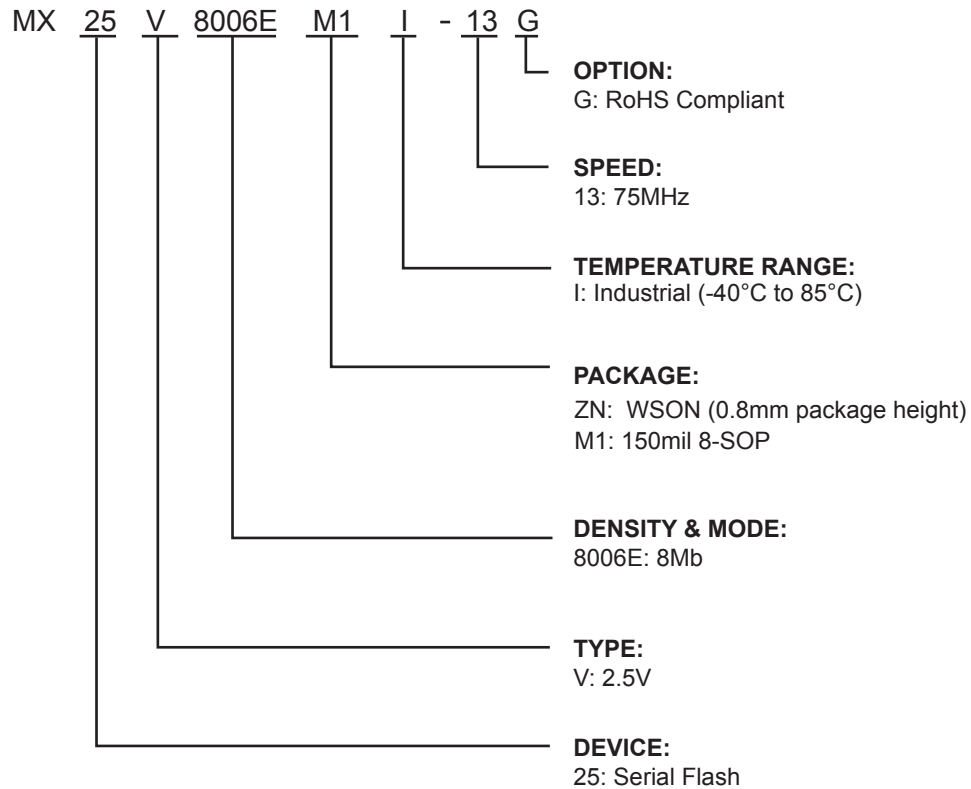 MX 25 V 8006E M1 I - 13 G
OPTION:
G: RoHS Compliant
SPEED:
13: 75MHz
TEMPERATURE RANGE:
I: Industrial (-40°C to 85°C)
PACKAGE:
ZN: WSON (0.8mm package height)
M1: 150mil 8-SOP
DENSITY & MODE:
8006E: 8Mb
TYPE:
V: 2.5V
DEVICE:
25: Serial Flash